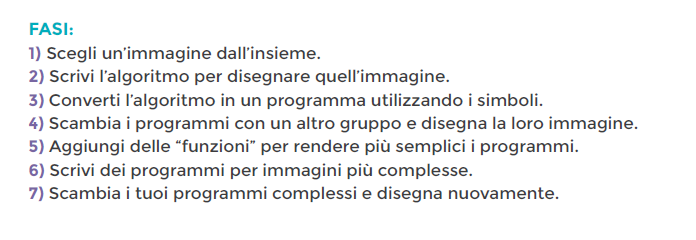 FASI:
1) Scegli un’immagine dall’insieme.
2) Scrivi l’algoritmo per disegnare quell’immagine.
3) Converti l’algoritmo in un programma utilizzando i simboli.
4) Scambia i programmi con un altro gruppo e disegna la loro immagine.
5) Aggiungi delle “funzioni” per rendere più semplici i programmi.
6) Scrivi dei programmi per immagini più complesse.
7) Scambia i tuoi programmi complessi e disegna nuovamente.